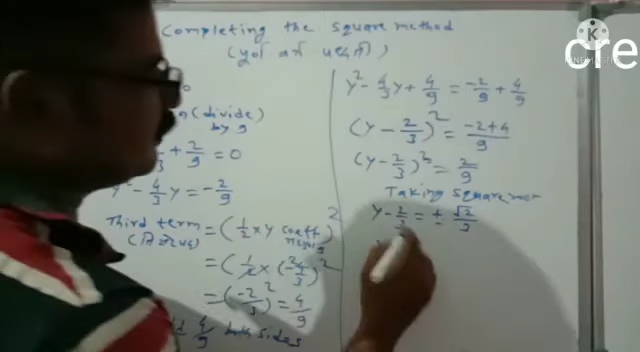 completing the square method
0
(divide
by 9
+ 2/9 = 0
y² - 4/3 y = -2/9
Third term = (1/2 × y coeff)²
= (1/2 × (-4/3))²
= (-2/3)² = 4/9
4/9 both sides
y² - 4/3 y + 4/9 = -2/9 + 4/9
(y - 2/3)² = -2+4/9
(y - 2/3)² = 2/9
Taking square
y - 2/3 = ± √2/3
cre
K